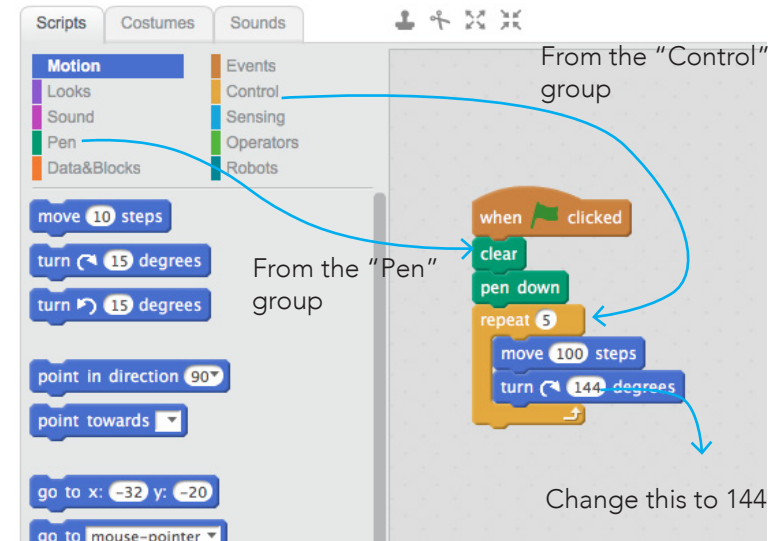 Scripts Costumes Sounds
Motion Events
Looks Control
Sound Sensing
Pen Operators
Data&Blocks Robots
move 10 steps
turn 15 degrees
turn 15 degrees
point in direction 90
point towards
go to x: -32 y: -20
go to mouse-pointer
From the "Control"
group
From the "Pen"
group
when clicked
clear
pen down
repeat 5
move 100 steps
turn 144 degrees
Change this to 144